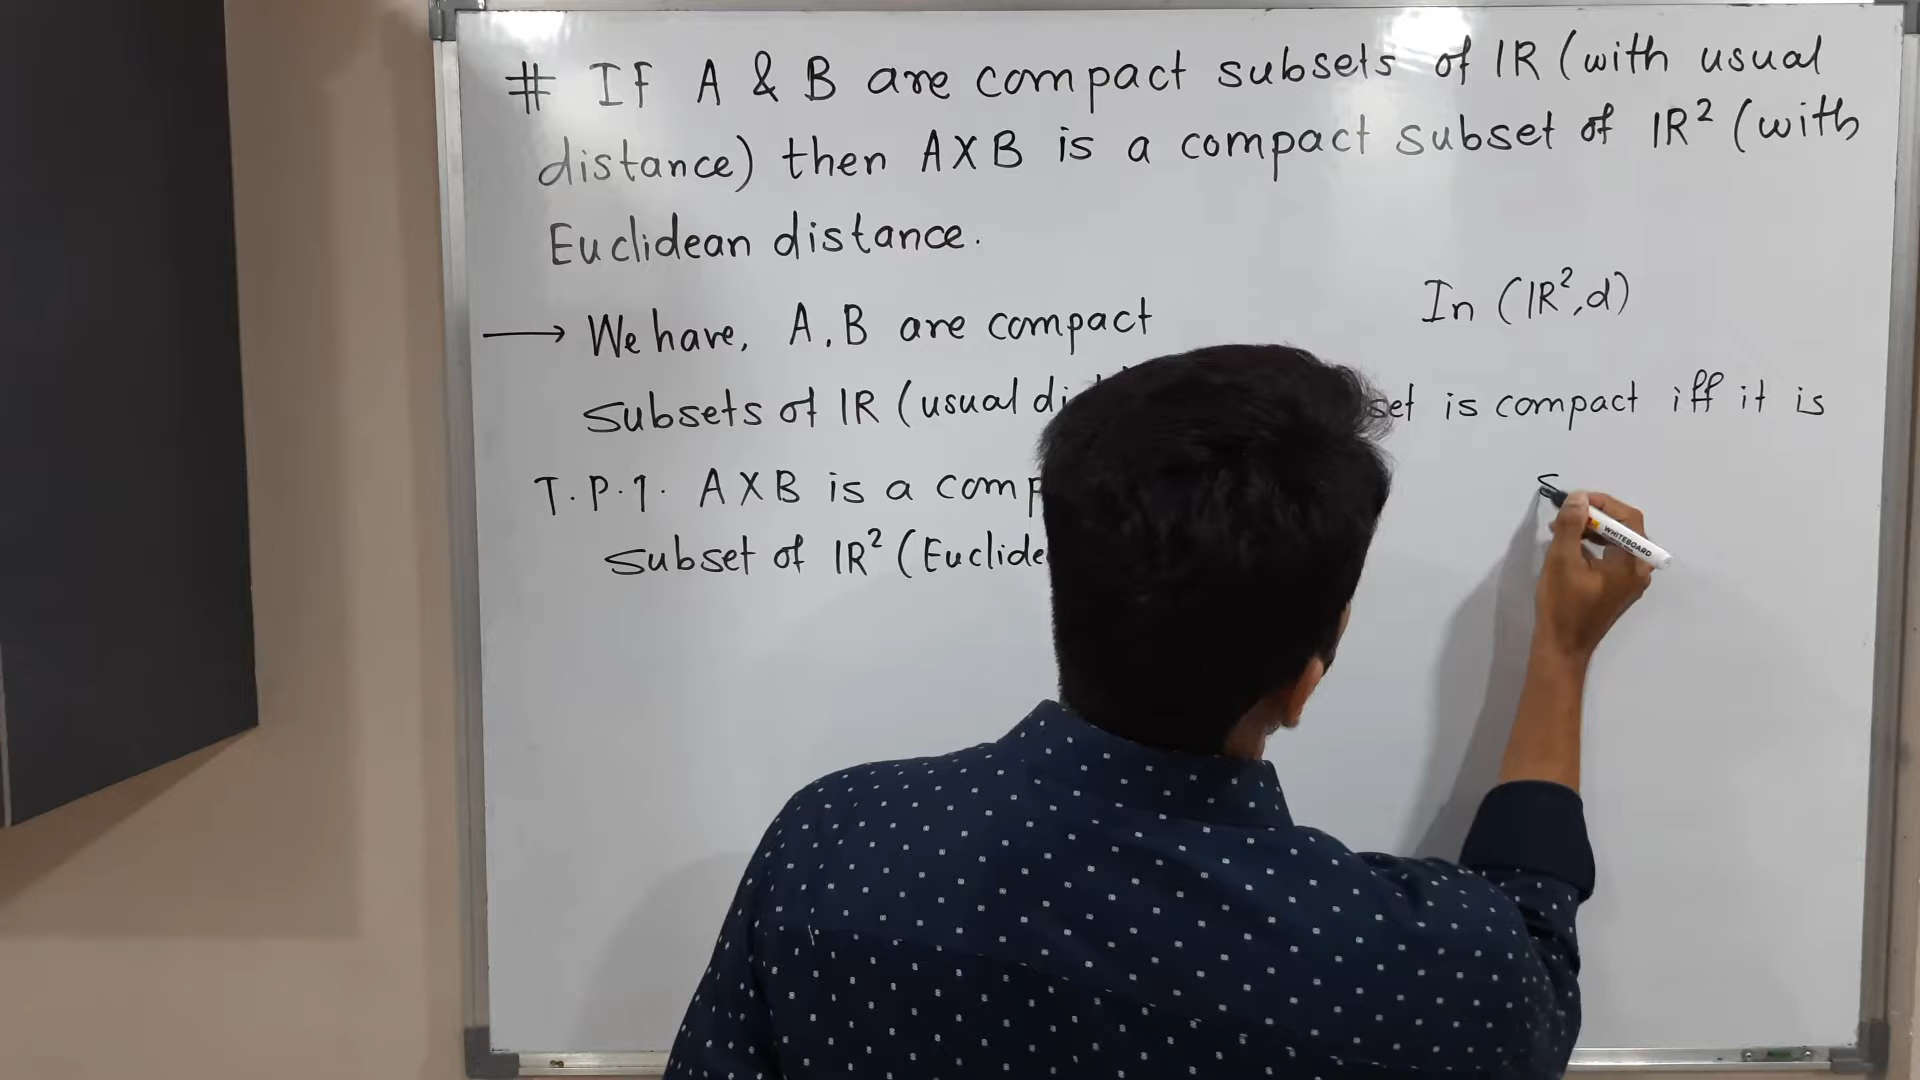 # IF A & B are compact subsets of IR (with usual
distance) then AXB is a compact subset of IR² (with
Euclidean distance.
→ We have, A, B are compact
subsets of IR (usual
T.P.T. AXB is a
subset of IR² (
In (IR², d)
set is compact iff it is
s
WHITEBOARD